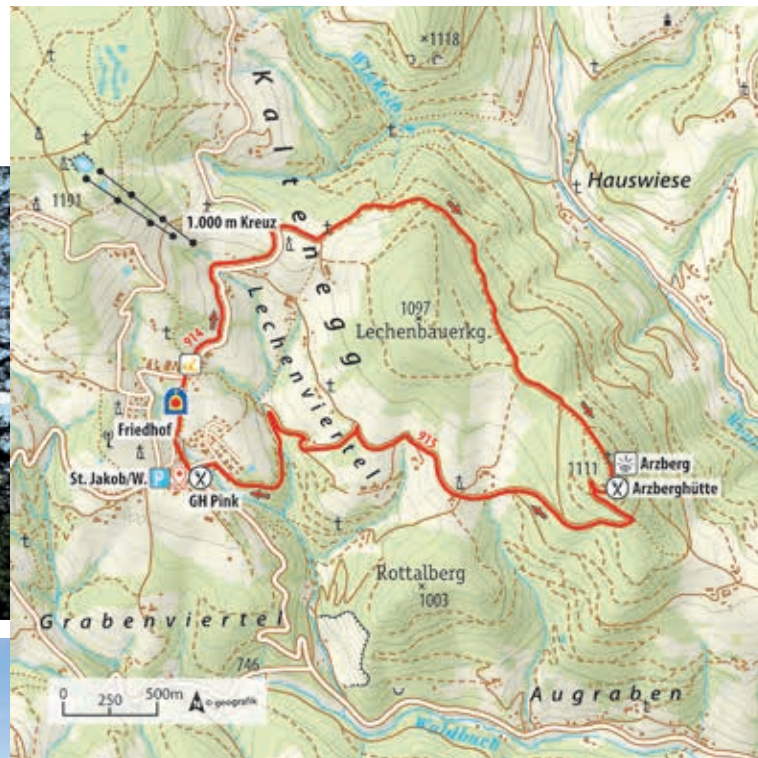 1118
Kaltenegg
Hauswiese
1191
1.000 m Kreuz
914
Lechenviertel
1097
Lechenbauerkg.
Friedhof
St. Jakob/W.
P
GH Pink
915
1111
Arzberg
Arzberghütte
Rottalberg
1003
Grabenviertel
746
0 250 500m
© geografik
Augraben
Waldbach